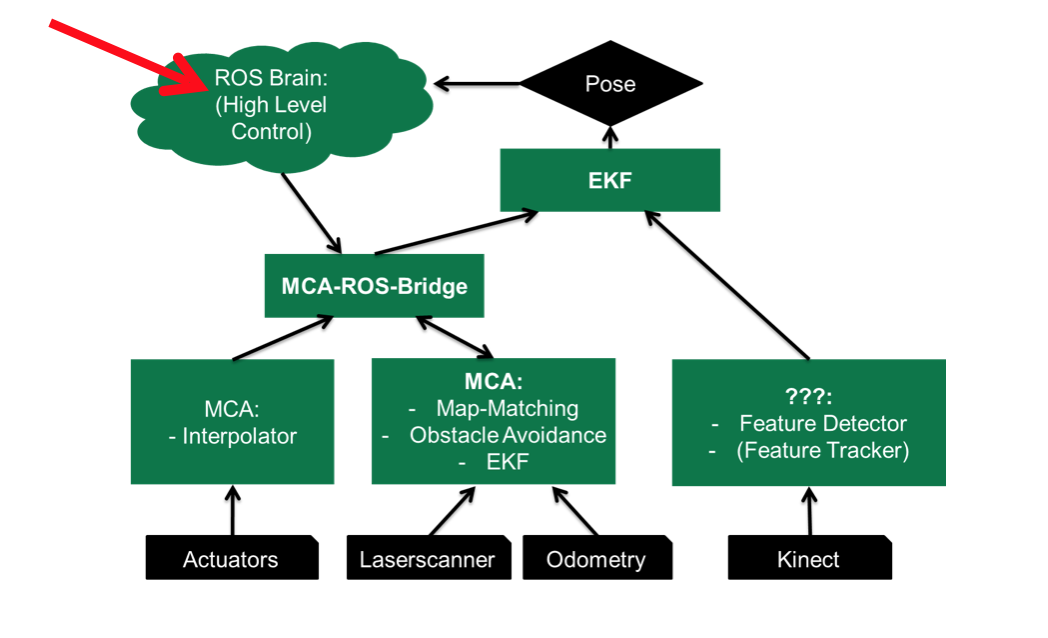 ROS Brain:
(High Level
Control)
Pose
EKF
MCA-ROS-Bridge
MCA:
- Interpolator
MCA:
- Map-Matching
- Obstacle Avoidance
- EKF
???:
- Feature Detector
- (Feature Tracker)
Actuators
Laserscanner
Odometry
Kinect